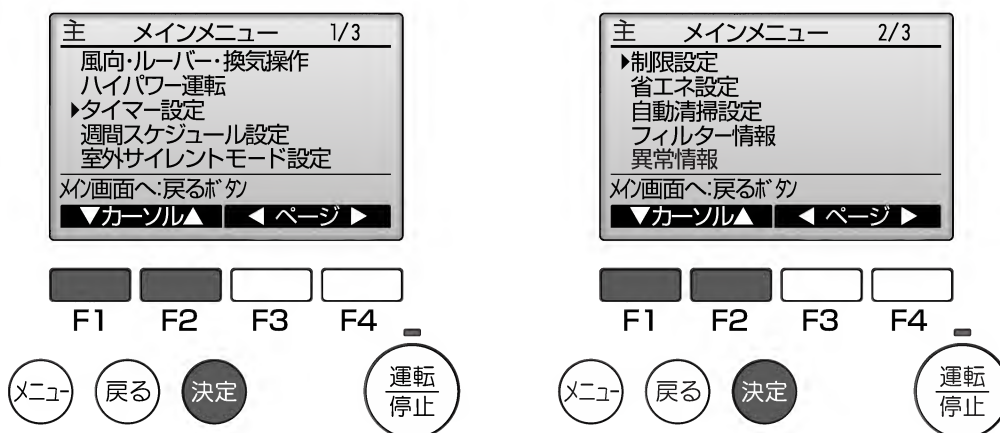 主 メインメニュー 1/3
風向・ルーバー・換気操作
ハイパワー運転
▶タイマー設定
週間スケジュール設定
室外サイレントモード設定
メイン画面へ:戻るボタン
▼カーソル▲ ◀ ページ ▶
F1 F2 F3 F4
メニュー 戻る 決定 運転
停止
主 メインメニュー 2/3
▶制限設定
省エネ設定
自動清掃設定
フィルター情報
異常情報
メイン画面へ:戻るボタン
▼カーソル▲ ◀ ページ ▶
F1 F2 F3 F4
メニュー 戻る 決定 運転
停止